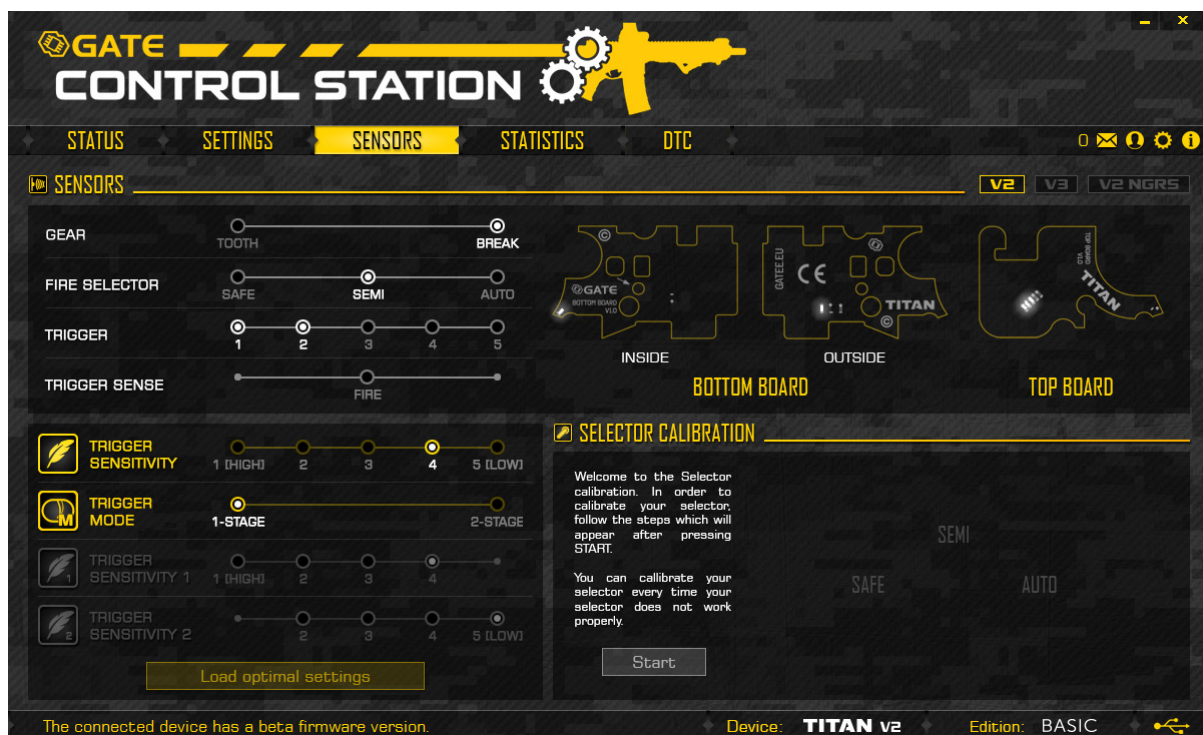 GATE
CONTROL STATION
STATUS SETTINGS SENSORS STATISTICS DTC 0
SENSORS V2 V3 V2 NGRS
GEAR TOOTH BREAK
FIRE SELECTOR SAFE SEMI AUTO
TRIGGER 1 2 3 4 5
TRIGGER SENSE FIRE
©
GATE
BOTTOM BOARD
V1.0
INSIDE
GATEE.EU
CE
TITAN
©
OUTSIDE
BOTTOM BOARD
TOP BOARD
V1.0
TITAN
TOP BOARD
TRIGGER
SENSITIVITY 1 [HIGH] 2 3 4 5 [LOW]
TRIGGER
MODE 1-STAGE 2-STAGE
M
TRIGGER
SENSITIVITY 1 1 [HIGH] 2 3 4
1
TRIGGER
SENSITIVITY 2 2 3 4 5 [LOW]
2
Load optimal settings
SELECTOR CALIBRATION
Welcome to the Selector
calibration. In order to
calibrate your selector,
follow the steps which will
appear after pressing
START.
You can callibrate your
selector every time your
selector does not work
properly.
Start
SEMI
SAFE AUTO
The connected device has a beta firmware version. Device: TITAN V2 Edition: BASIC